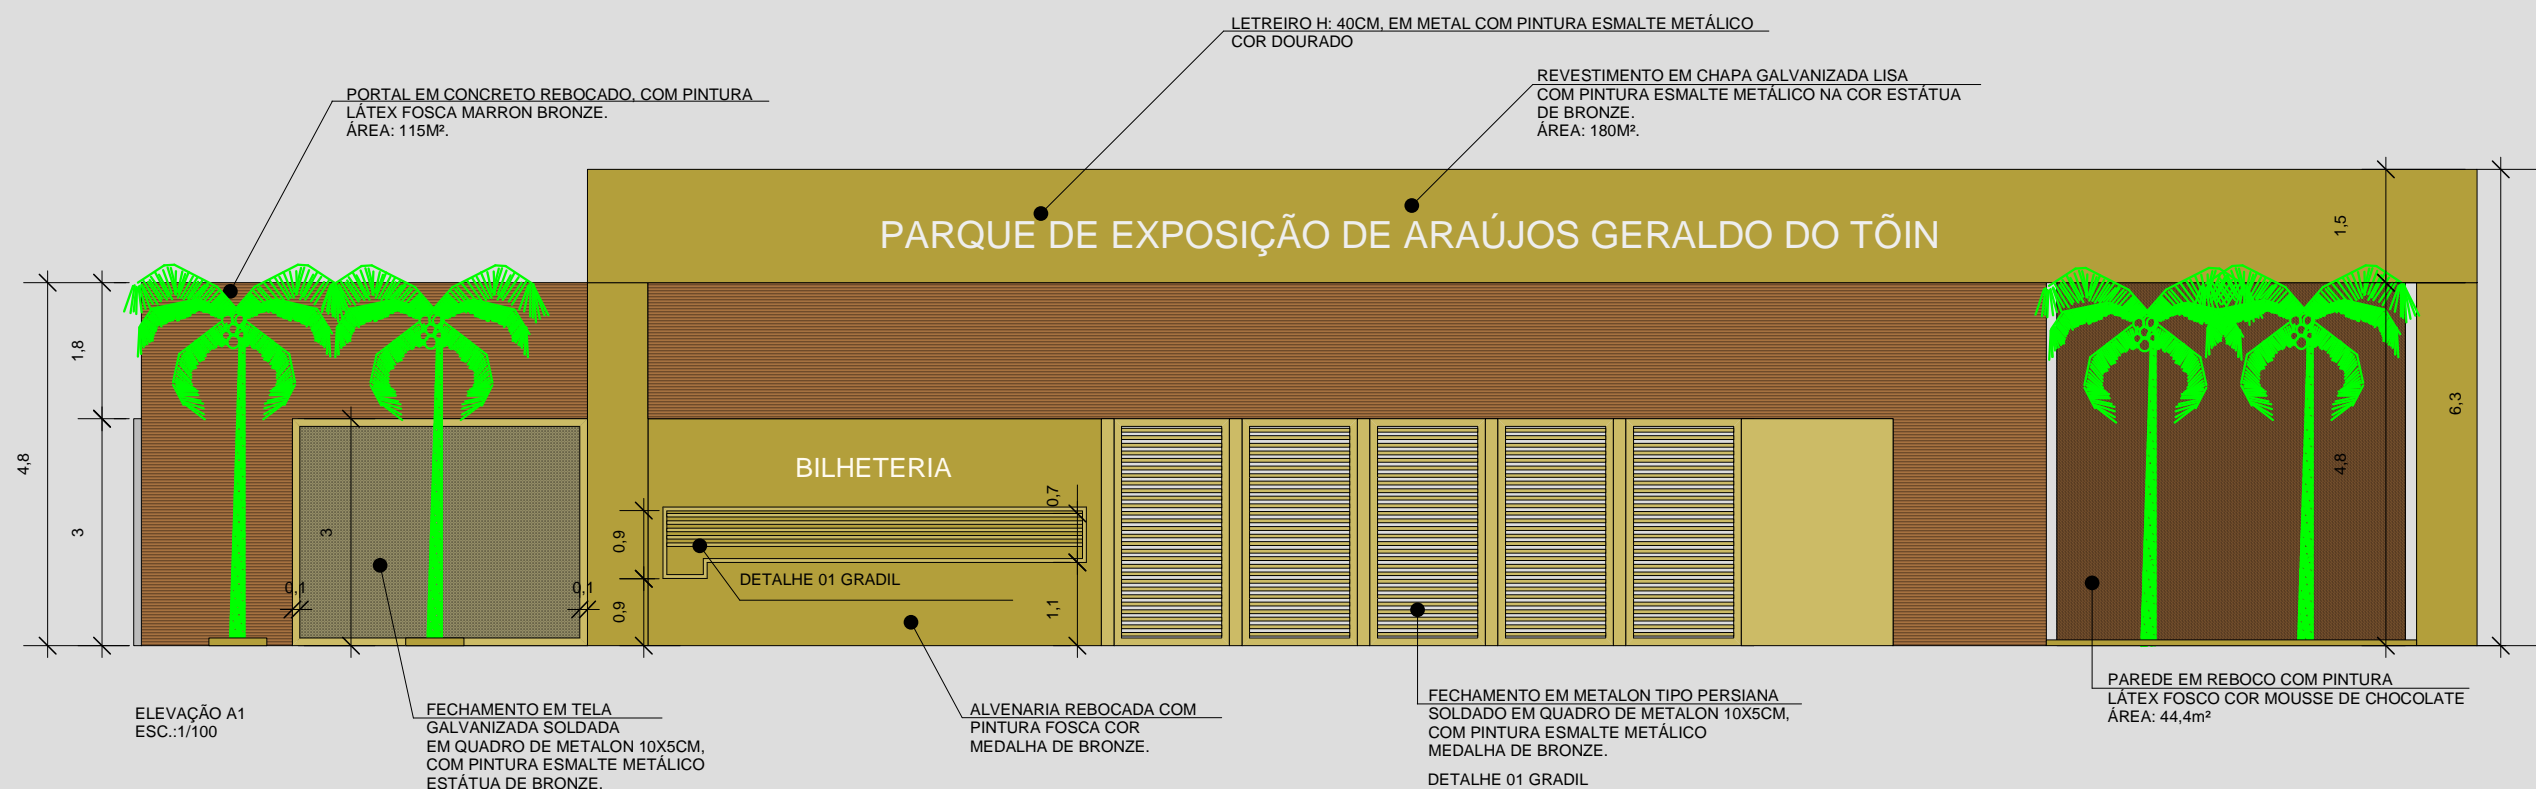 LETREIRO H: 40CM, EM METAL COM PINTURA ESMALTE METÁLICO
COR DOURADO
REVESTIMENTO EM CHAPA GALVANIZADA LISA
COM PINTURA ESMALTE METÁLICO NA COR ESTÁTUA
DE BRONZE.
ÁREA: 180M².
PORTAL EM CONCRETO REBOCADO, COM PINTURA
LÁTEX FOSCA MARRON BRONZE.
ÁREA: 115M².
PARQUE DE EXPOSIÇÃO DE ARAÚJOS GERALDO DO TÕIN
1,5
1,8
6,3
4,8
4,8
BILHETERIA
0,7
3
3
0,9
DETALHE 01 GRADIL
0,1
0,1
0,9
1,1
ELEVAÇÃO A1
ESC.:1/100
FECHAMENTO EM TELA
GALVANIZADA SOLDADA
EM QUADRO DE METALON 10X5CM,
COM PINTURA ESMALTE METÁLICO
ESTÁTUA DE BRONZE.
ALVENARIA REBOCADA COM
PINTURA FOSCA COR
MEDALHA DE BRONZE.
FECHAMENTO EM METALON TIPO PERSIANA
SOLDADO EM QUADRO DE METALON 10X5CM,
COM PINTURA ESMALTE METÁLICO
MEDALHA DE BRONZE.
DETALHE 01 GRADIL
PAREDE EM REBOCO COM PINTURA
LÁTEX FOSCO COR MOUSSE DE CHOCOLATE
ÁREA: 44,4m²